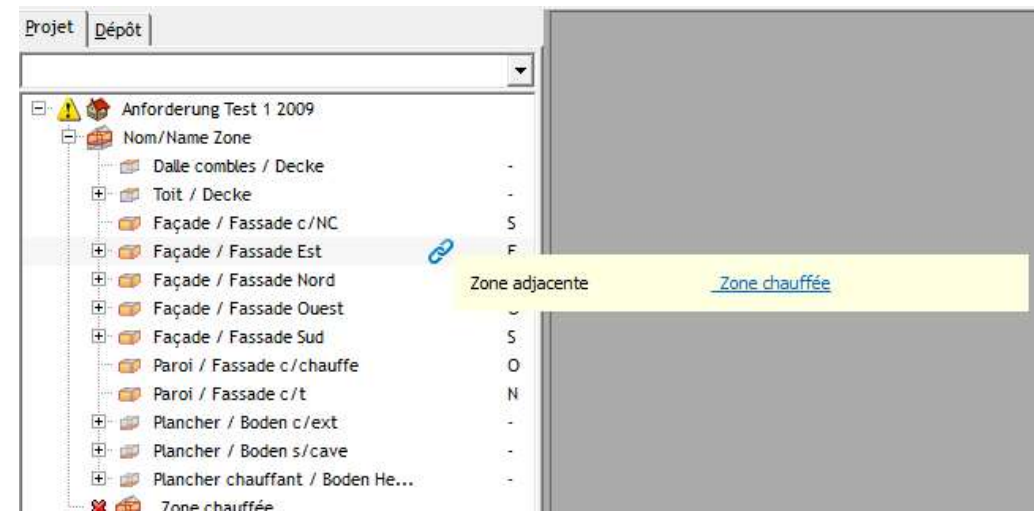 Projet Dépôt
Anforderung Test 1 2009
Nom/Name Zone
Dalle combles / Decke -
Toit / Decke -
Façade / Fassade c/NC S
Façade / Fassade Est E
Façade / Fassade Nord
Zone adjacente Zone chauffée
Façade / Fassade Ouest
Façade / Fassade Sud S
Paroi / Fassade c/chauffe O
Paroi / Fassade c/t N
Plancher / Boden c/ext -
Plancher / Boden s/cave -
Plancher chauffant / Boden He... -
Zone chauffée